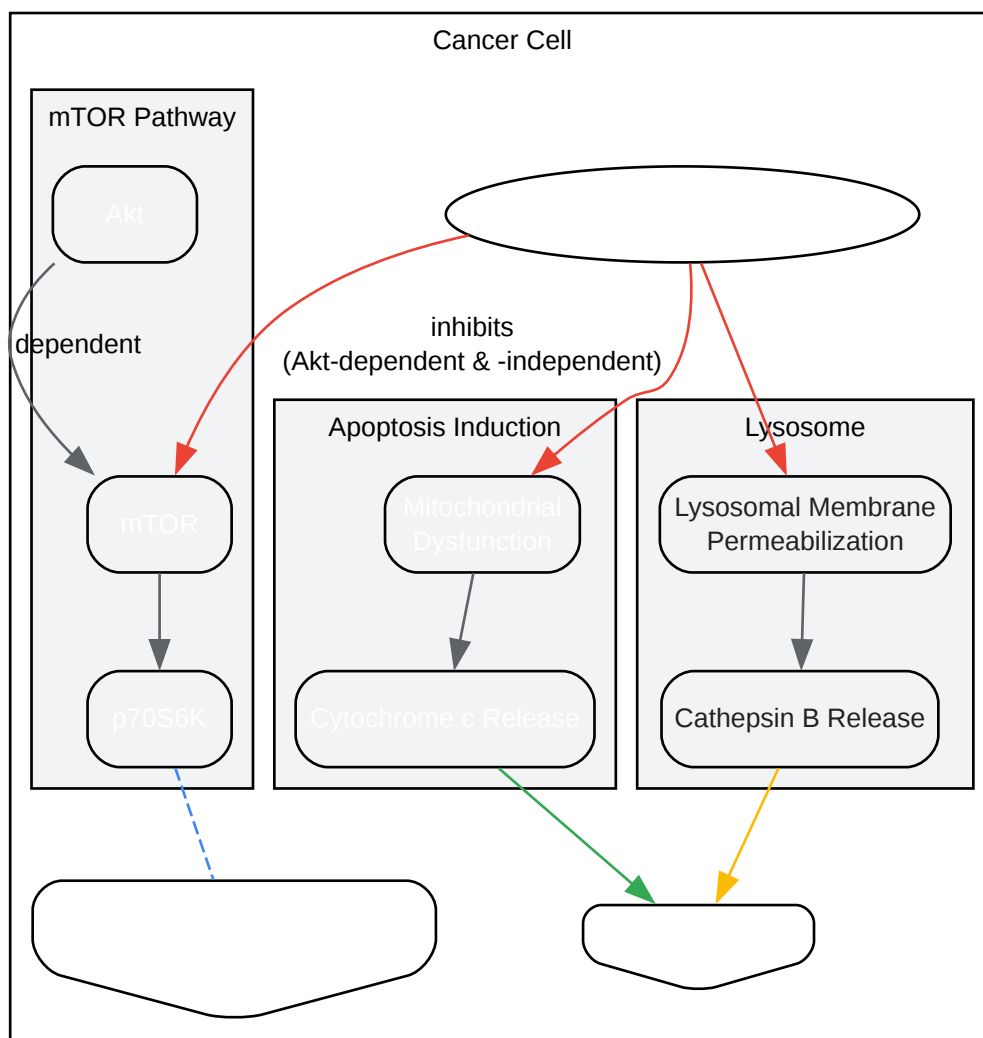 Cancer Cell
mTOR Pathway
Akt
dependent
inhibits
(Akt-dependent & -independent)
Apoptosis Induction
Lysosome
mTOR
Mitochondrial
Dysfunction
Lysosomal Membrane
Permeabilization
p70S6K
Cytochrome c Release
Cathepsin B Release